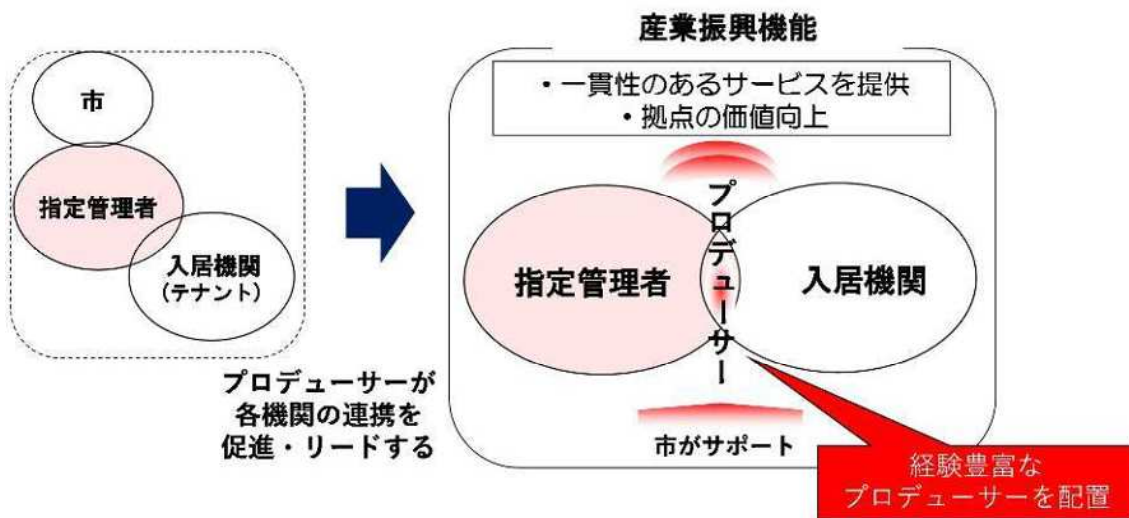 市
指定管理者
入居機関
(テナント)
プロデューサーが
各機関の連携を
促進・リードする
産業振興機能
・一貫性のあるサービスを提供
・拠点の価値向上
指定管理者
プロデューサー
入居機関
市がサポート
経験豊富な
プロデューサーを配置